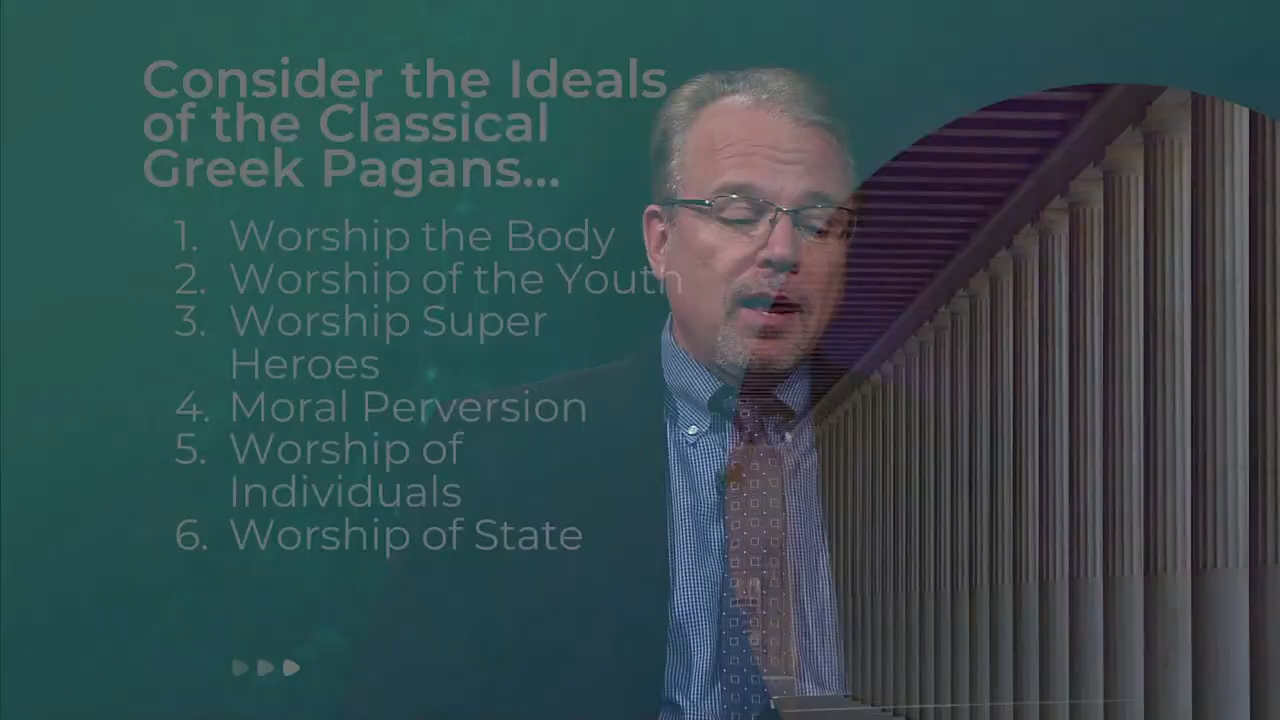 Consider the Ideals
of the Classical
Greek Pagans...
1. Worship the Body
2. Worship of the Youth
3. Worship Super
Heroes
4. Moral Perversion
5. Worship of
Individuals
6. Worship of State